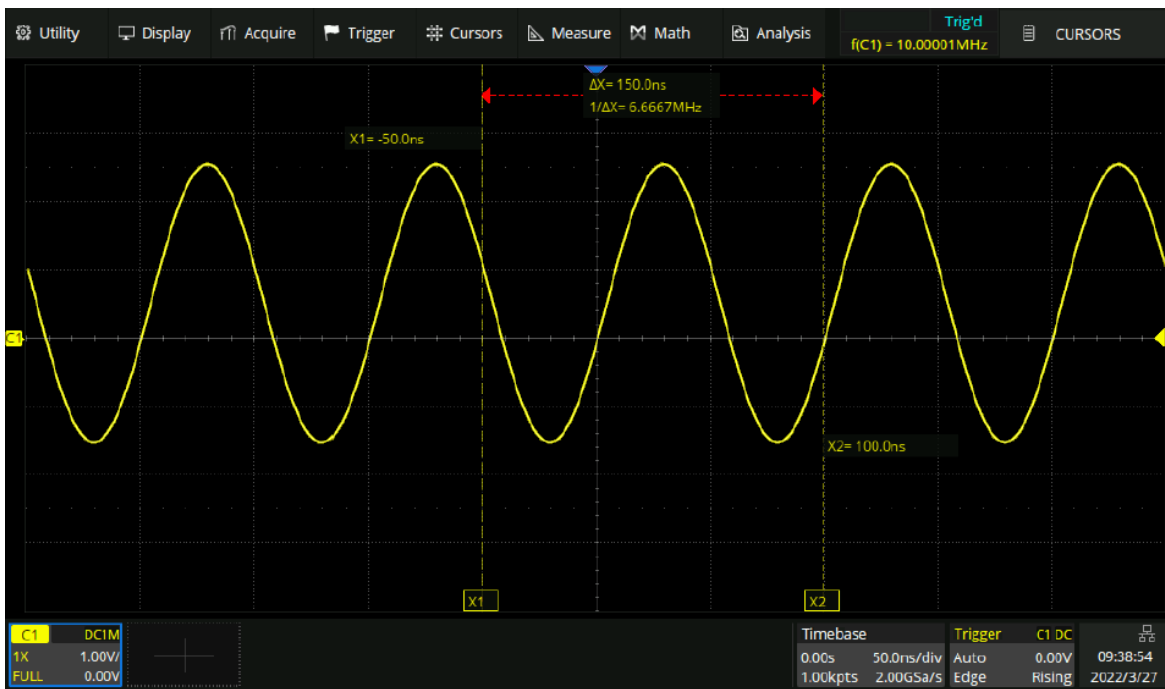 Utility Display Acquire Trigger Cursors Measure Math Analysis Trig'd CURSORS
f(C1) = 10.00001MHz
ΔX= 150.0ns
1/ΔX= 6.6667MHz
X1= -50.0ns
C1
X2= 100.0ns
X1 X2
C1 DC1M Timebase Trigger C1 DC
1X 1.00V/ 0.00s 50.0ns/div Auto 0.00V 09:38:54
FULL 0.00V 1.00kpts 2.00GSa/s Edge Rising 2022/3/27